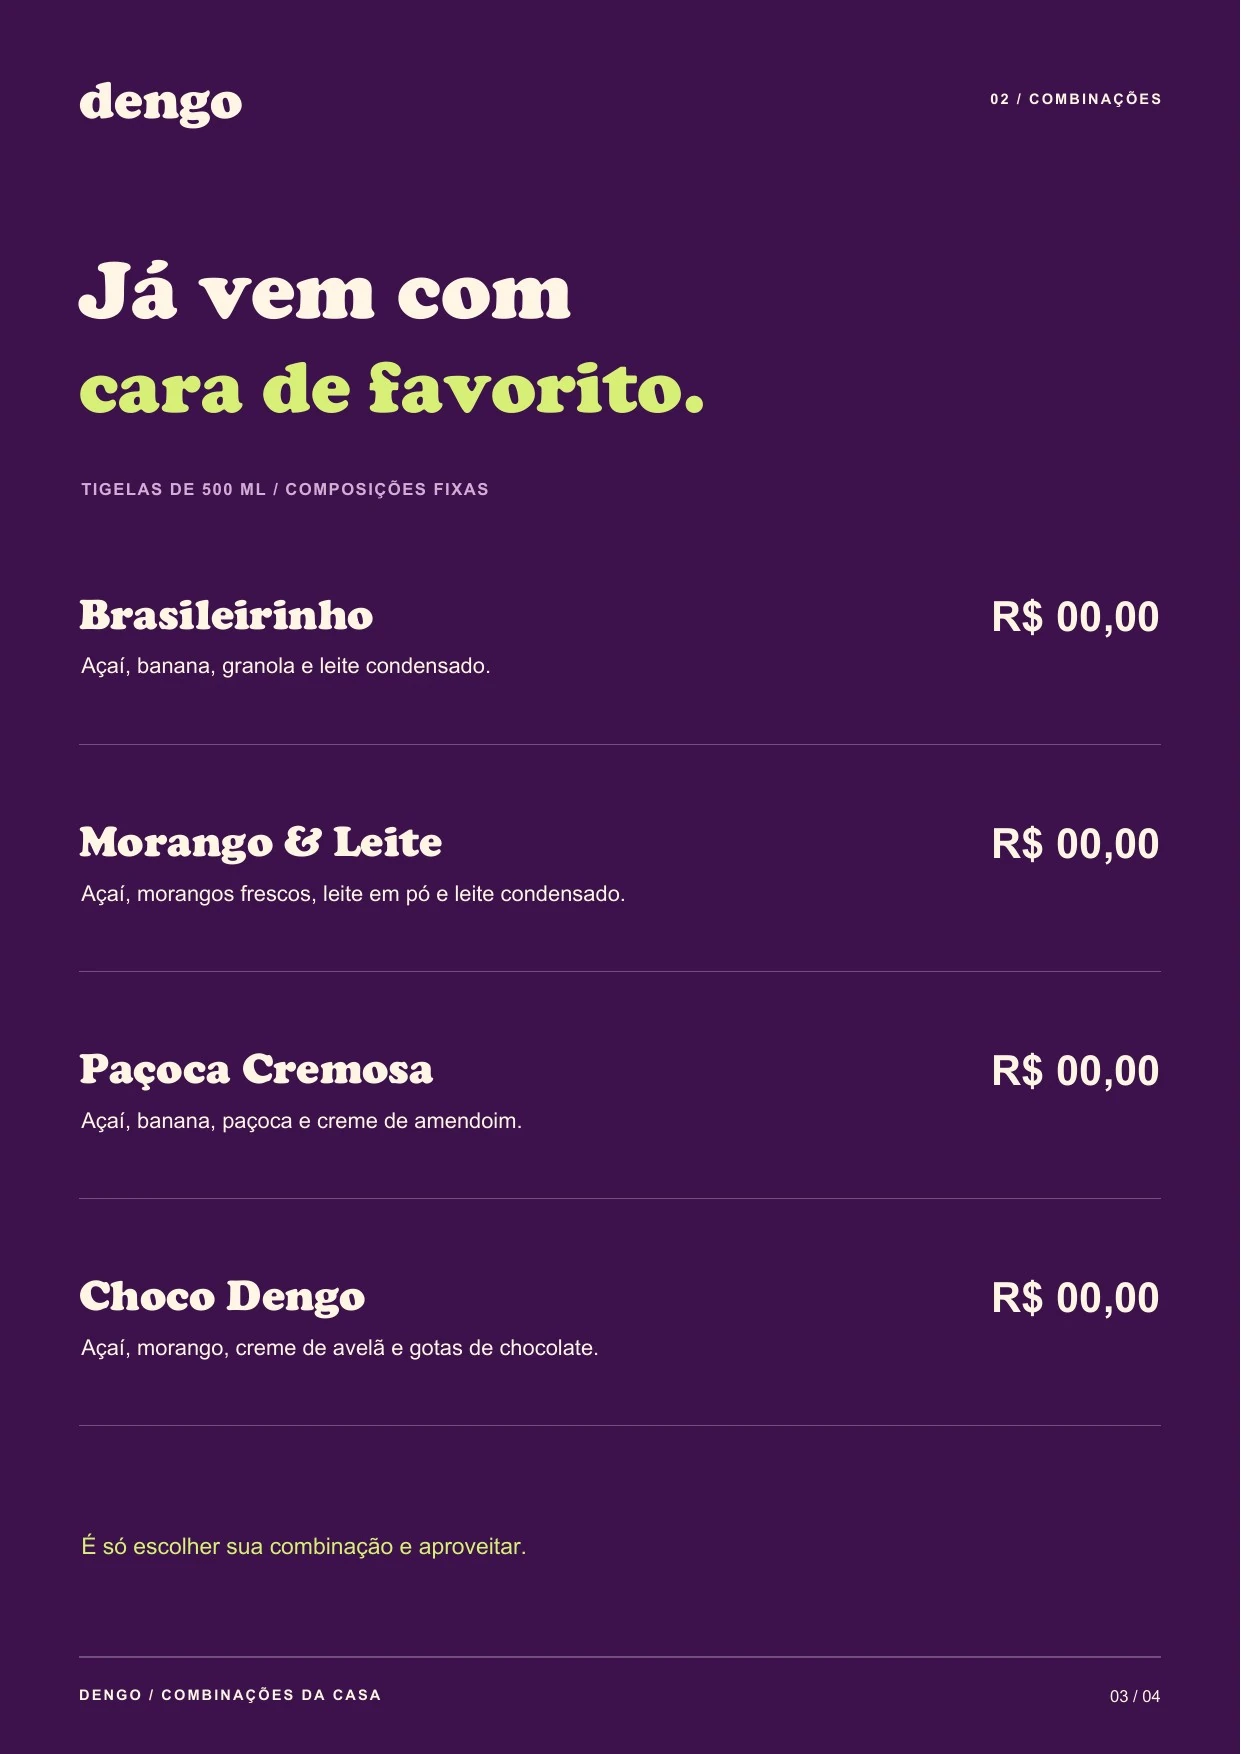 dengo
02 / COMBINAÇÕES
Já vem com
cara de favorito.
TIGELAS DE 500 ML / COMPOSIÇÕES FIXAS
Brasileirinho
R$ 00,00
Açaí, banana, granola e leite condensado.
Morango & Leite
R$ 00,00
Açaí, morangos frescos, leite em pó e leite condensado.
Paçoca Cremosa
R$ 00,00
Açaí, banana, paçoca e creme de amendoim.
Choco Dengo
R$ 00,00
Açaí, morango, creme de avelã e gotas de chocolate.
É só escolher sua combinação e aproveitar.
DENGO / COMBINAÇÕES DA CASA
03 / 04